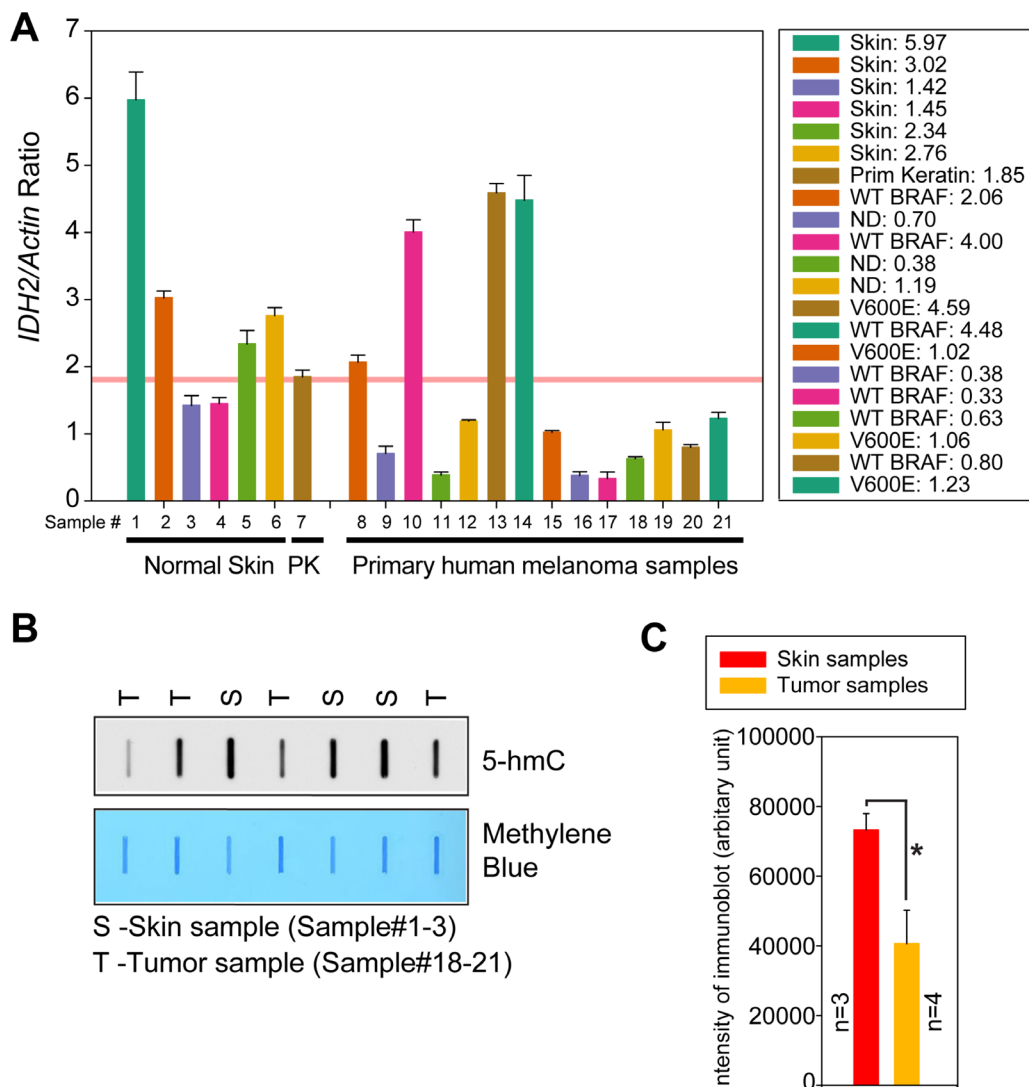 A
7
6
5
4
3
2
1
0
IDH2/Actin Ratio
Sample # 1 2 3 4 5 6 7 8 9 10 11 12 13 14 15 16 17 18 19 20 21
Normal Skin PK Primary human melanoma samples
Skin: 5.97
Skin: 3.02
Skin: 1.42
Skin: 1.45
Skin: 2.34
Skin: 2.76
Prim Keratin: 1.85
WT BRAF: 2.06
ND: 0.70
WT BRAF: 4.00
ND: 0.38
ND: 1.19
V600E: 4.59
WT BRAF: 4.48
V600E: 1.02
WT BRAF: 0.38
WT BRAF: 0.33
WT BRAF: 0.63
V600E: 1.06
WT BRAF: 0.80
V600E: 1.23
B
T T S T S S T
5-hmC
Methylene
Blue
S -Skin sample (Sample#1-3)
T -Tumor sample (Sample#18-21)
C
Skin samples
Tumor samples
ntensity of immunoblot (arbitary unit)
100000
80000
60000
40000
20000
0
*
n=3
n=4